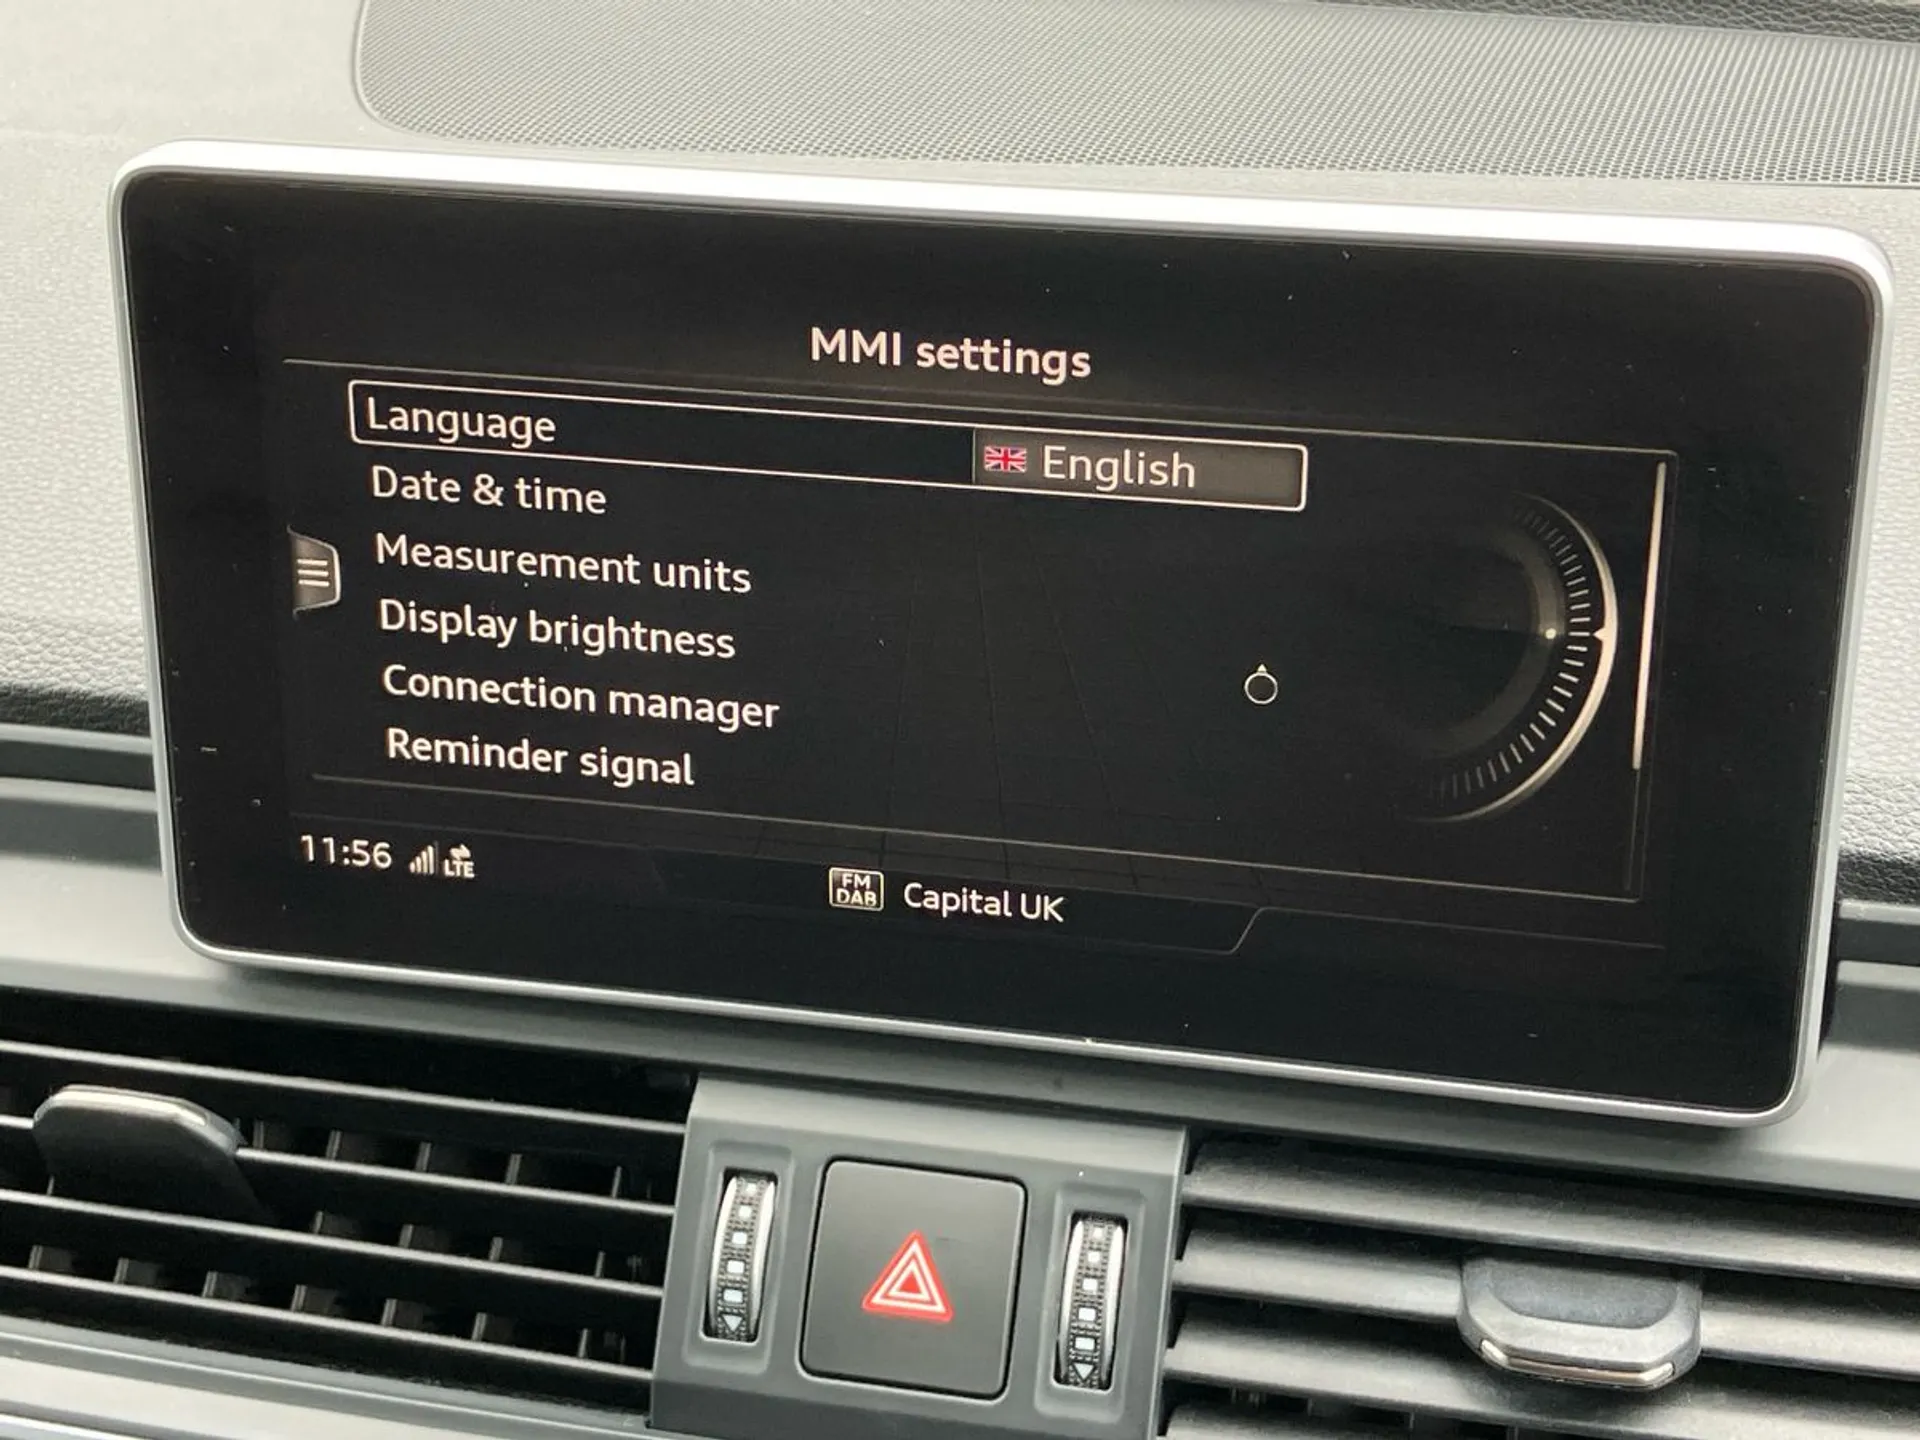 MMI settings
Language English
Date & time
Measurement units
Display brightness
Connection manager
Reminder signal
11:56 LTE
FM
DAB Capital UK